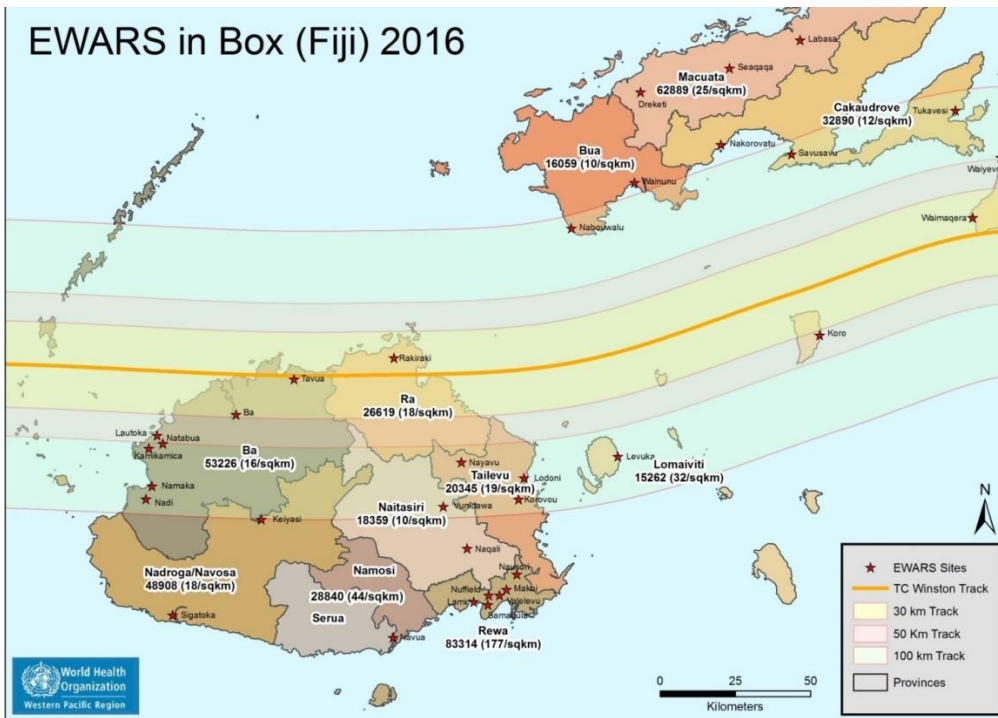 EWARS in Box (Fiji) 2016
Labasa
Seaqaqa
Macuata
62889 (25/sqkm)
Dreketi
Cakaudrove
32890 (12/sqkm)
Tukavesi
Bua
16059 (10/sqkm)
Nakorovatu
Savusavu
Wainunu
Waiyevo
Waimaqera
Nabouwalu
Koro
Rakiraki
Tavua
Ra
26619 (18/sqkm)
Ba
Lautoka
Natabua
Kamikamica
Ba
53226 (16/sqkm)
Nayavu
Levuka
Lomaiviti
15262 (32/sqkm)
Tailevu
20345 (19/sqkm)
Lodoni
Namaka
Nadi
Korovou
Naitasiri
18359 (10/sqkm)
Vunidawa
Keiyasi
N
Naqali
Nadroga/Navosa
48908 (18/sqkm)
Namosi
28840 (44/sqkm)
Serua
Nausori
Nuffield
Makoi
Lami
Valelevu
Samabula
Sigatoka
Navua
Rewa
83314 (177/sqkm)
EWARS Sites
TC Winston Track
30 km Track
50 Km Track
100 km Track
Provinces
World Health
Organization
Western Pacific Region
0 25 50
Kilometers